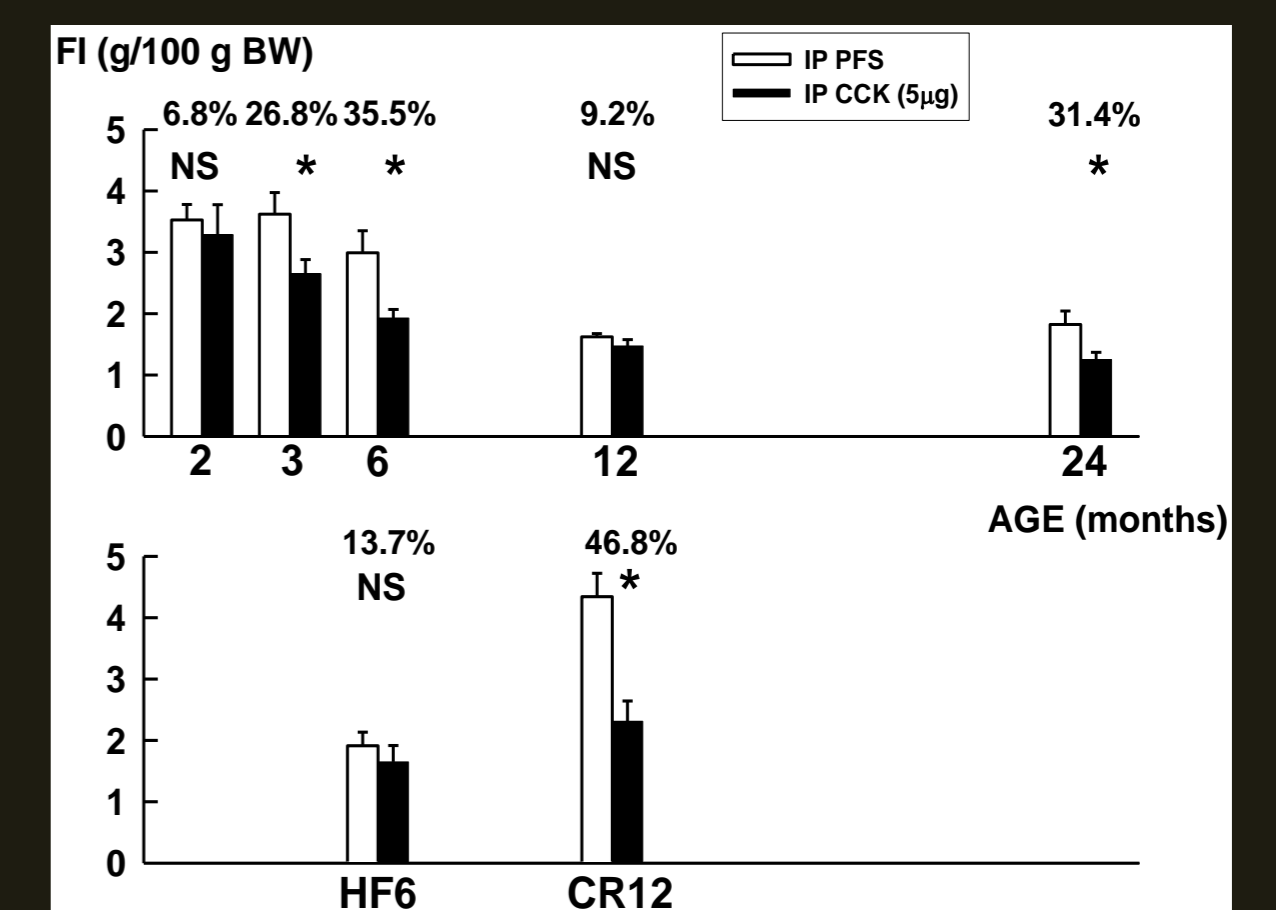 FI (g/100 g BW)
IP PFS
IP CCK (5μg)
6.8% 26.8% 35.5% 9.2% 31.4%
NS * * NS *
5
4
3
2
1
0
2 3 6 12 24
AGE (months)
13.7% 46.8%
NS *
5
4
3
2
1
0
HF6 CR12